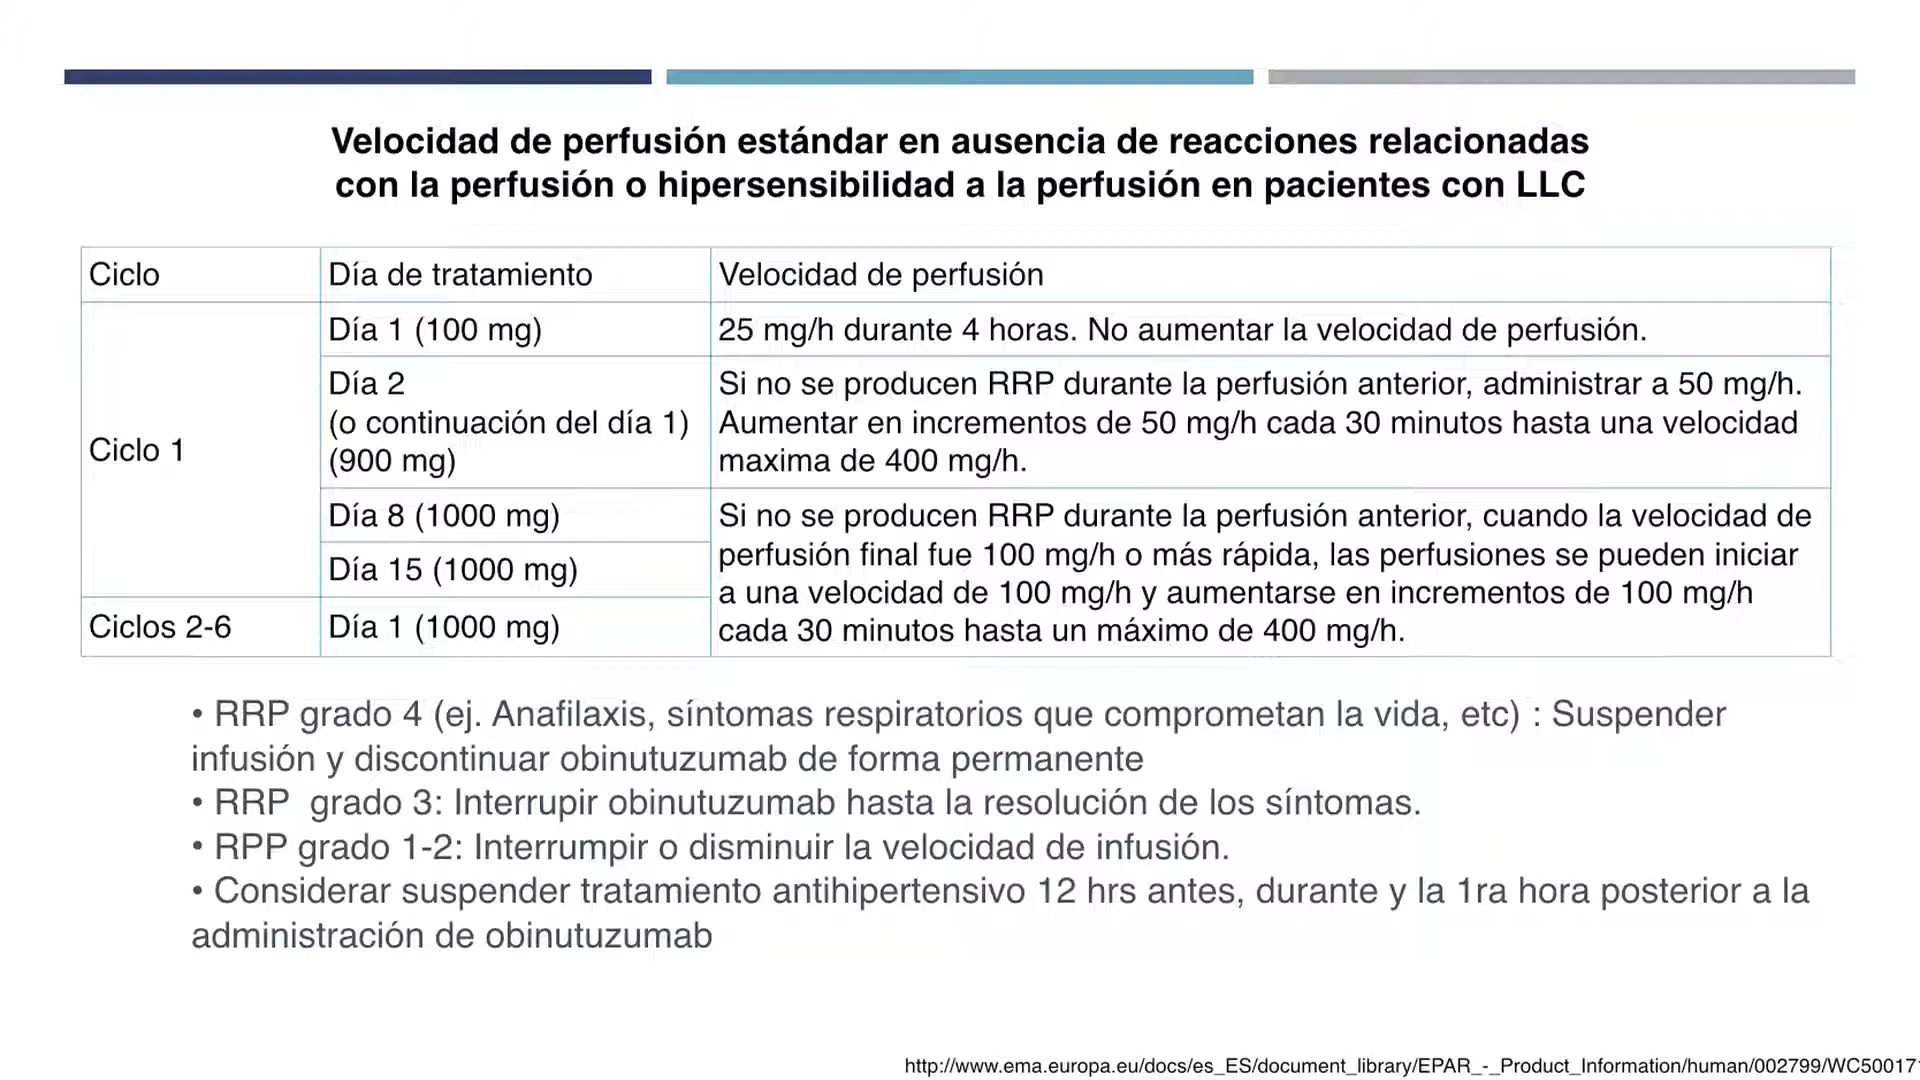 Velocidad de perfusión estándar en ausencia de reacciones relacionadas
con la perfusión o hipersensibilidad a la perfusión en pacientes con LLC
Ciclo
Día de tratamiento
Velocidad de perfusión
Ciclo 1
Día 1 (100 mg)
25 mg/h durante 4 horas. No aumentar la velocidad de perfusión.
Día 2
(o continuación del día 1)
(900 mg)
Si no se producen RRP durante la perfusión anterior, administrar a 50 mg/h.
Aumentar en incrementos de 50 mg/h cada 30 minutos hasta una velocidad
maxima de 400 mg/h.
Día 8 (1000 mg)
Día 15 (1000 mg)
Ciclos 2-6
Día 1 (1000 mg)
Si no se producen RRP durante la perfusión anterior, cuando la velocidad de
perfusión final fue 100 mg/h o más rápida, las perfusiones se pueden iniciar
a una velocidad de 100 mg/h y aumentarse en incrementos de 100 mg/h
cada 30 minutos hasta un máximo de 400 mg/h.
• RRP grado 4 (ej. Anafilaxis, síntomas respiratorios que comprometan la vida, etc) : Suspender
infusión y discontinuar obinutuzumab de forma permanente
• RRP grado 3: Interrupir obinutuzumab hasta la resolución de los síntomas.
• RPP grado 1-2: Interrumpir o disminuir la velocidad de infusión.
• Considerar suspender tratamiento antihipertensivo 12 hrs antes, durante y la 1ra hora posterior a la
administración de obinutuzumab
http://www.ema.europa.eu/docs/es_ES/document_library/EPAR_-_Product_Information/human/002799/WC500171